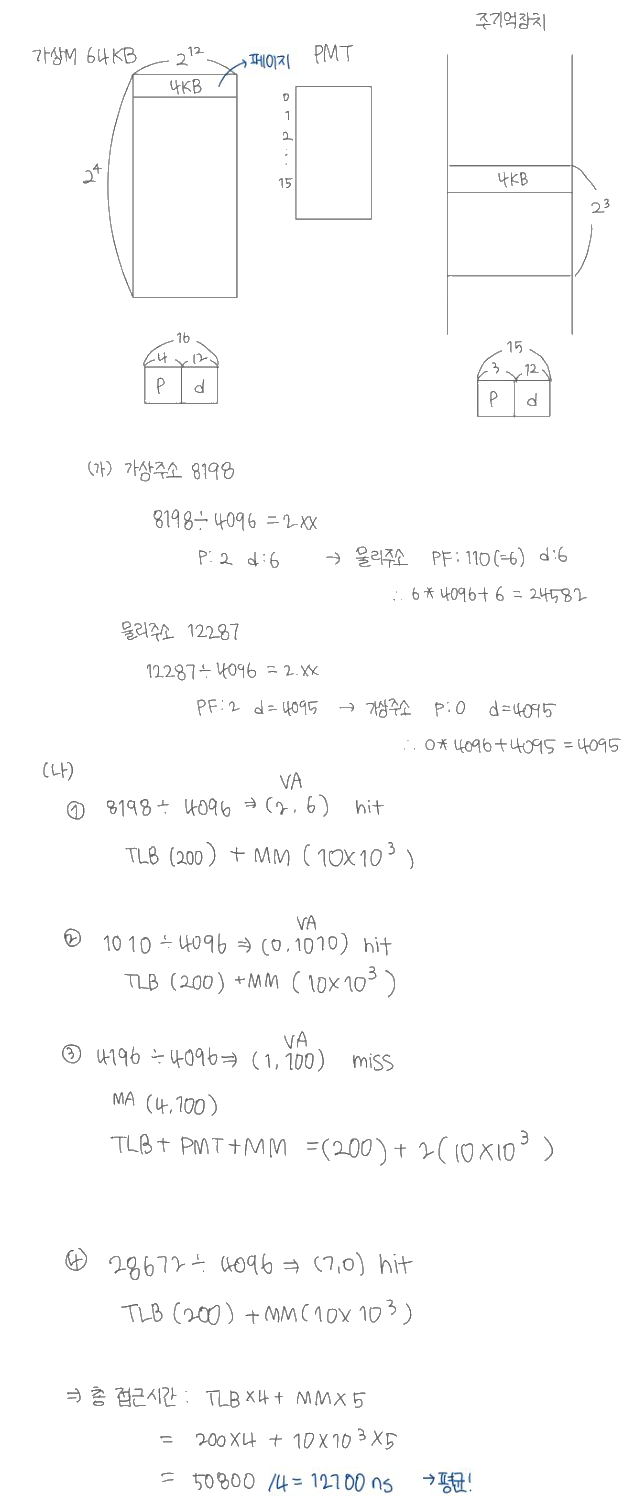 주기억장치
가상M 64KB 2^12 페이지 PMT
4KB
0
1
2
⋮
15
2^4
4KB
2^3
16
4 12
P d
15
3 12
P d
(가) 가상주소 8198
8198÷4096 = 2.xx
P: 2 d: 6 → 물리주소 PF: 110(=6) d:6
∴ 6*4096+6 = 24582
물리주소 12287
12287÷4096 = 2.xx
PF: 2 d=4095 → 가상주소 P: 0 d=4095
∴ 0*4096+4095 = 4095
(나)
VA
① 8198÷4096 ⇒ (2, 6) hit
TLB (200) + MM (10×10^3)
VA
② 1010÷4096 ⇒ (0, 1010) hit
TLB (200) +MM (10×10^3)
VA
③ 4196÷4096⇒ (1, 100) miss
MA (4,100)
TLB+ PMT+MM =(200)+ 2(10×10^3)
④ 28672÷4096 ⇒ (7,0) hit
TLB (200) +MM(10×10^3)
⇒ 총 접근시간: TLB×4+ MM×5
= 200×4 + 10×10^3×5
= 50800 /4 = 12700 ns → 평균!